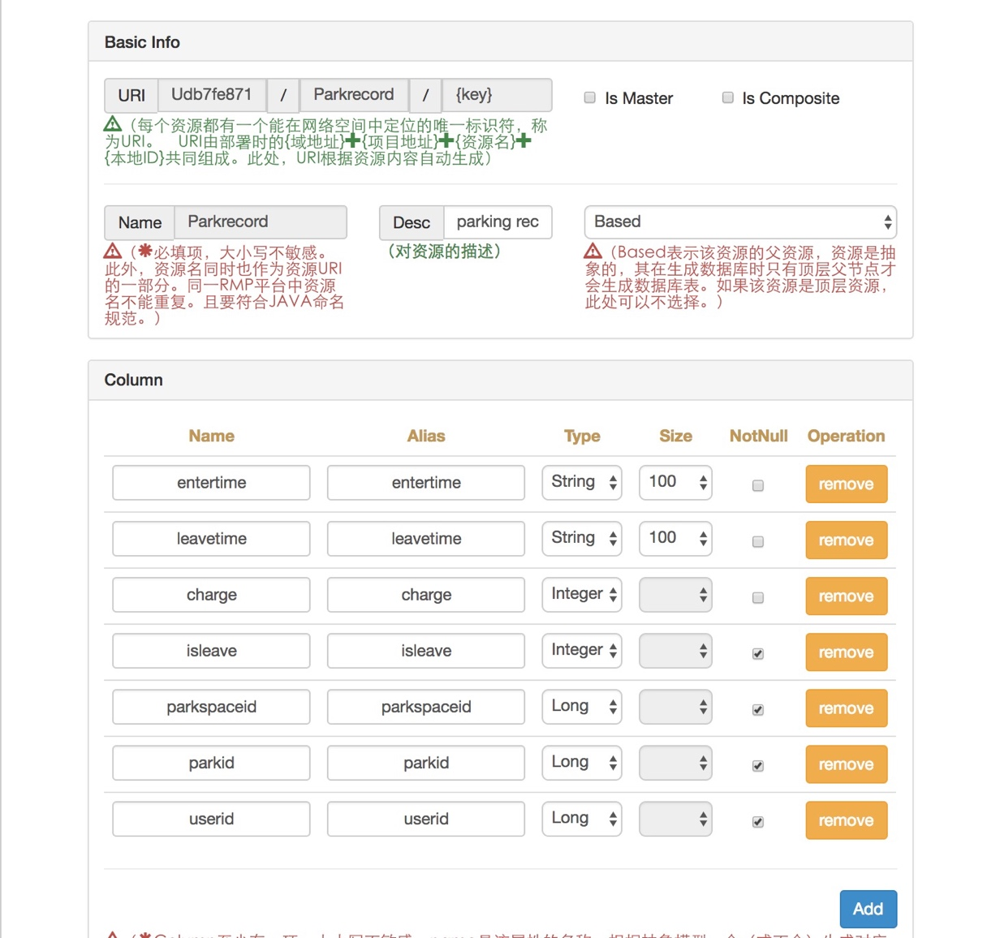 Basic Info
URI Udb7fe871 / Parkrecord / {key} Is Master Is Composite
（每个资源都有一个能在网络空间中定位的唯一标识符，称
为URI。 URI由部署时的{域地址}+{项目地址}+{资源名}+
{本地ID}共同组成。此处，URI根据资源内容自动生成）
Name Parkrecord
（*必填项，大小写不敏感。
此外，资源名同时也作为资源URI
的一部分。同一RMP平台中资源
名不能重复。且要符合JAVA命名
规范。）
Desc parking rec
（对资源的描述）
Based
（Based表示该资源的父资源，资源是抽
象的，其在生成数据库时只有顶层父节点才
会生成数据库表。如果该资源是顶层资源，
此处可以不选择。）
Column
Name Alias Type Size NotNull Operation
entertime entertime String 100 remove
leavetime leavetime String 100 remove
charge charge Integer remove
isleave isleave Integer remove
parkspaceid parkspaceid Long remove
parkid parkid Long remove
userid userid Long remove
Add